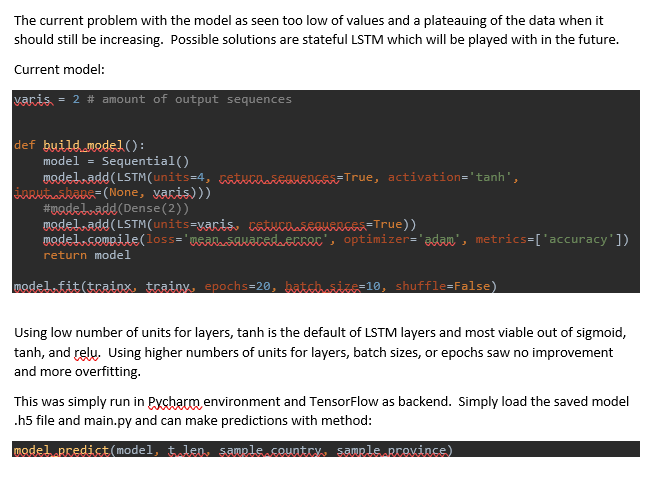 The current problem with the model as seen too low of values and a plateauing of the data when it
should still be increasing.  Possible solutions are stateful LSTM which will be played with in the future.
Current model:
varis = 2 # amount of output sequences
def build_model():
    model = Sequential()
    model.add(LSTM(units=4, return_sequences=True, activation='tanh',
input_shape=(None, varis)))
    #model.add(Dense(2))
    model.add(LSTM(units=varis, return_sequences=True))
    model.compile(loss='mean_squared_error', optimizer='adam', metrics=['accuracy'])
    return model
model.fit(trainx, trainy, epochs=20, batch_size=10, shuffle=False)
Using low number of units for layers, tanh is the default of LSTM layers and most viable out of sigmoid,
tanh, and relu.  Using higher numbers of units for layers, batch sizes, or epochs saw no improvement
and more overfitting.
This was simply run in Pycharm environment and TensorFlow as backend.  Simply load the saved model
.h5 file and main.py and can make predictions with method:
model_predict(model, t_len, sample_country, sample_province)